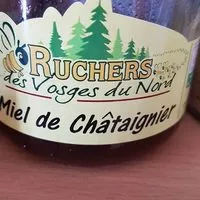 RUCHERS
des Vosges du Nord
Miel de Châtaignier